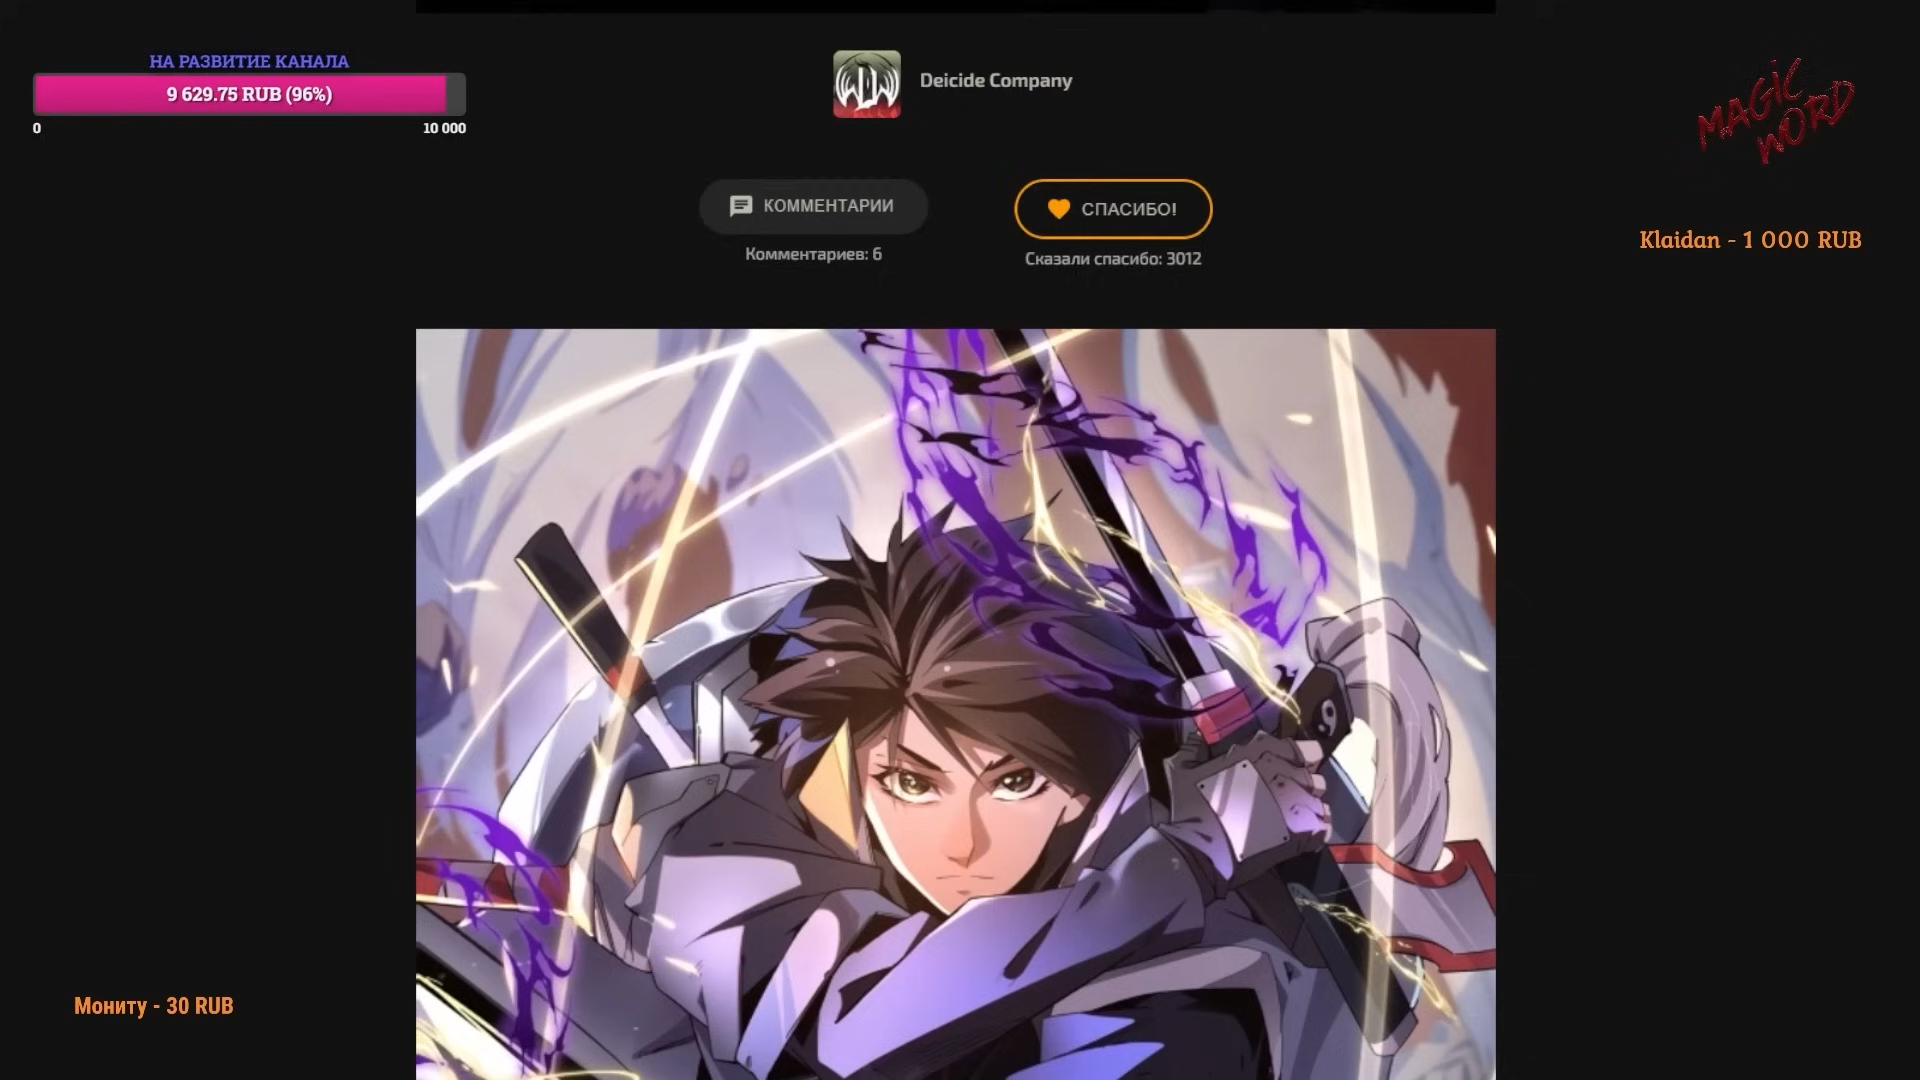 НА РАЗВИТИЕ КАНАЛА
9 629.75 RUB (96%)
0
10 000
Deicide Company
MAGIC
WORD
КОММЕНТАРИИ
СПАСИБО!
Комментариев: 6
Сказали спасибо: 3012
Klaidan - 1 000 RUB
Мониту - 30 RUB